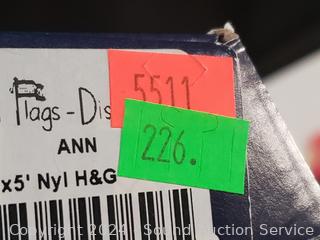 5511
Flags - Dis
226.
ANN
x5' Nyl H&G
Copyright 2024 - Sound Auction Service